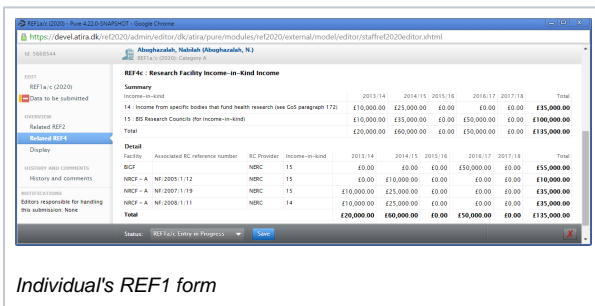 REF1a/c (2020) - Pure 4.22.0-SNAPSHOT - Google Chrome
https://devel.atira.dk/ref2020/admin/editor/dk/atira/pure/modules/ref2020/external/model/editor/staffref2020editor.xhtml
Id: 5668544
Abughazalah, Nabilah (Abughazalah, N.)
REF1a/c (2020): Category A
EDIT
REF1a/c (2020)
Data to be submitted
OVERVIEW
Related REF2
Related REF4
Display
HISTORY AND COMMENTS
History and comments
NOTIFICATIONS
Editors responsible for handling
this submission: None
REF4c : Research Facility Income-in-Kind Income
Summary
Income-in-kind 2013/14 2014/15 2015/16 2016/17 2017/18 Total
14 : Income from specific bodies that fund health research (see GoS paragraph 172) £10,000.00 £25,000.00 £0.00 £0.00 £0.00 £35,000.00
15 : BIS Research Councils (for income-in-kind) £10,000.00 £35,000.00 £0.00 £50,000.00 £0.00 £100,000.00
Total £20,000.00 £60,000.00 £0.00 £50,000.00 £0.00 £135,000.00
Detail
Facility Associated RC reference number RC Provider Income-in-kind 2013/14 2014/15 2015/16 2016/17 2017/18 Total
BIGF NERC 15 £0.00 £0.00 £0.00 £50,000.00 £0.00 £55,000.00
NRCF - A NF/2005/1/12 NERC 15 £0.00 £10,000.00 £0.00 £0.00 £0.00 £10,000.00
NRCF - A NF/2007/1/19 NERC 15 £10,000.00 £25,000.00 £0.00 £0.00 £0.00 £35,000.00
NRCF - A NF/2008/1/11 NERC 14 £10,000.00 £25,000.00 £0.00 £0.00 £0.00 £35,000.00
Total £20,000.00 £60,000.00 £0.00 £50,000.00 £0.00 £135,000.00
Status: REF1a/c Entry in Progress Save
Individual's REF1 form